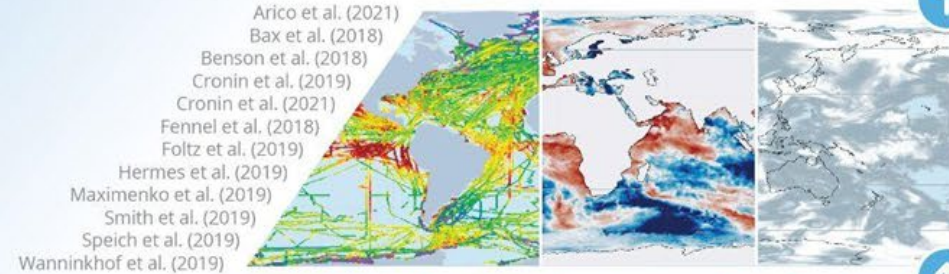 Arico et al. (2021)
Bax et al. (2018)
Benson et al. (2018)
Cronin et al. (2019)
Cronin et al. (2021)
Fennel et al. (2018)
Foltz et al. (2019)
Hermes et al. (2019)
Maximenko et al. (2019)
Smith et al. (2019)
Speich et al. (2019)
Wanninkhof et al. (2019)